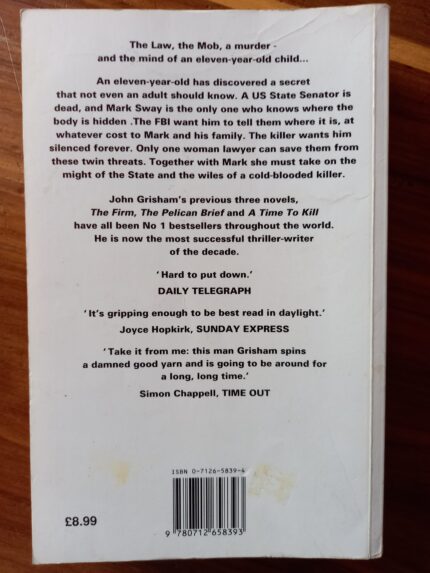 The Law, the Mob, a murder -
and the mind of an eleven-year-old child...
An eleven-year-old has discovered a secret
that not even an adult should know. A US State Senator is
dead, and Mark Sway is the only one who knows where the
body is hidden .The FBI want him to tell them where it is, at
whatever cost to Mark and his family. The killer wants him
silenced forever. Only one woman lawyer can save them from
these twin threats. Together with Mark she must take on the
might of the State and the wiles of a cold-blooded killer.
John Grisham's previous three novels,
The Firm, The Pelican Brief and A Time To Kill
have all been No 1 bestsellers throughout the world.
He is now the most successful thriller-writer
of the decade.
‘Hard to put down.’
DAILY TELEGRAPH
‘It's gripping enough to be best read in daylight.’
Joyce Hopkirk, SUNDAY EXPRESS
‘Take it from me: this man Grisham spins
a damned good yarn and is going to be around for
a long, long time.’
Simon Chappell, TIME OUT
ISBN 0-7126-5839-4
£8.99
9 780712 658393